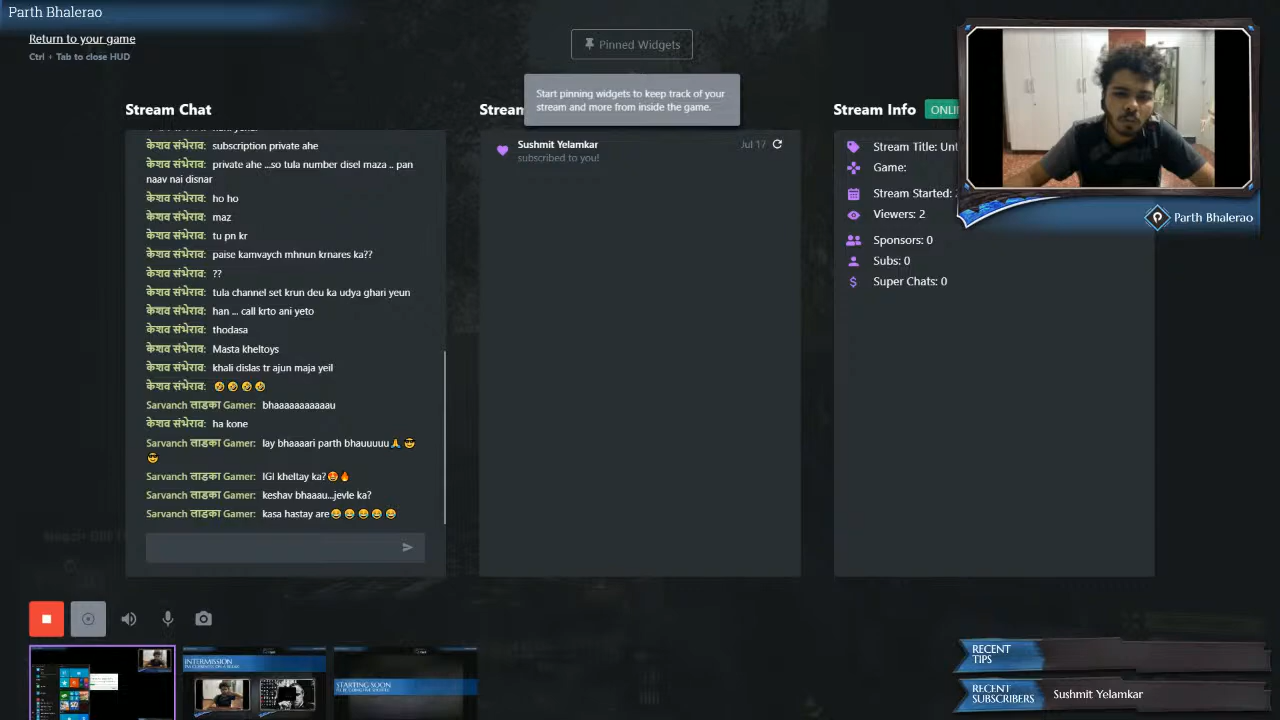 Parth Bhalerao
Return to your game
Ctrl + Tab to close HUD
Pinned Widgets
Start pinning widgets to keep track of your
stream and more from inside the game.
Stream Chat
subscription private ahe
केशव संभेराव: subscription private ahe
केशव संभेराव: private ahe ...so tula number disel maza .. pan
naav nai disnar
केशव संभेराव: ho ho
केशव संभेराव: maz
केशव संभेराव: tu pn kr
केशव संभेराव: paise kamvaych mhnun krnares ka??
केशव संभेराव: ??
केशव संभेराव: tula channel set krun deu ka udya ghari yeun
केशव संभेराव: han ... call krto ani yeto
केशव संभेराव: thodasa
केशव संभेराव: Masta kheltoys
केशव संभेराव: khali dislas tr ajun maja yeil
केशव संभेराव: 🤣🤣🤣🤣
Sarvanch लाडका Gamer: bhaaaaaaaaaau
केशव संभेराव: ha kone
Sarvanch लाडका Gamer: lay bhaaaari parth bhauuuuu🙏😎
😎
Sarvanch लाडका Gamer: IGI kheltay ka?😍🔥
Sarvanch लाडका Gamer: keshav bhaaau...jevle ka?
Sarvanch लाडका Gamer: kasa hastay are😂😂😂😂😂
Strea
Sushmit Yelamkar
Jul 17
subscribed to you!
Stream Info
ONLI
Stream Title: Unt
Game:
Stream Started:
Viewers: 2
Sponsors: 0
Subs: 0
Super Chats: 0
Parth Bhalerao
INTERMISSION
STARTING SOON
RECENT
TIPS
RECENT
SUBSCRIBERS
Sushmit Yelamkar